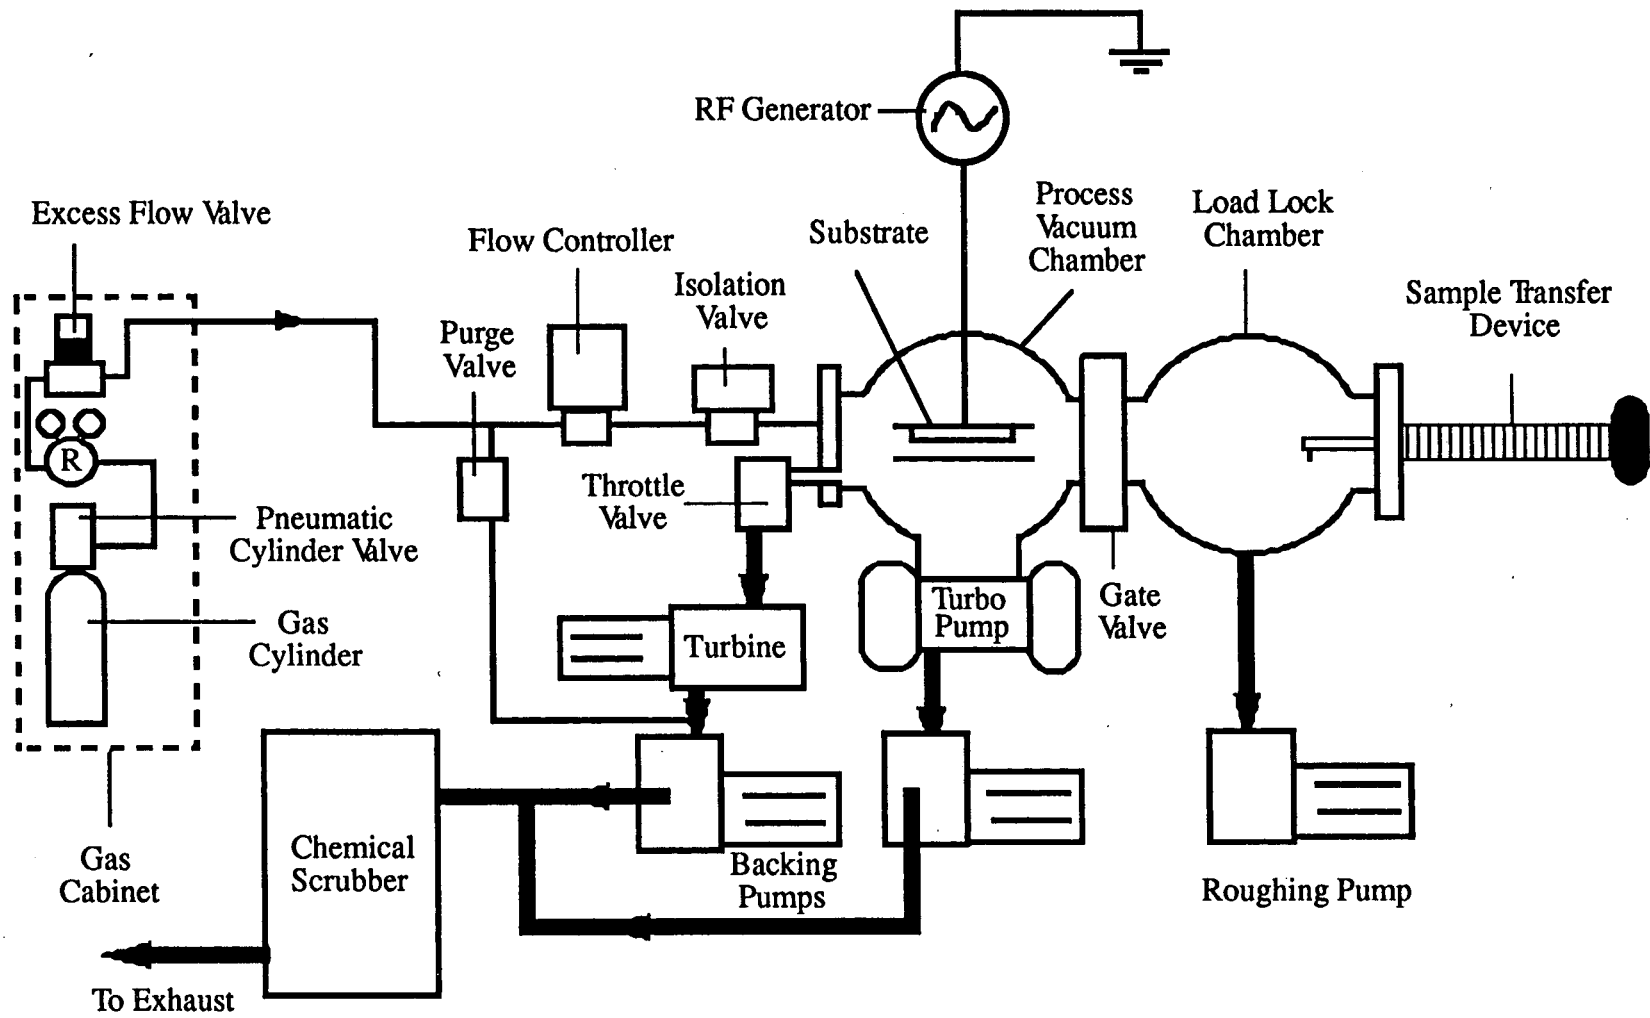 RF Generator
Process
Vacuum
Chamber
Load Lock
Chamber
Excess Flow Valve
Flow Controller
Substrate
Isolation
Valve
Sample Transfer
Device
Purge
Valve
R
Throttle
Valve
Pneumatic
Cylinder Valve
Gas
Cylinder
Turbo
Pump
Gate
Valve
Turbine
Chemical
Scrubber
Gas
Cabinet
Backing
Pumps
Roughing Pump
To Exhaust